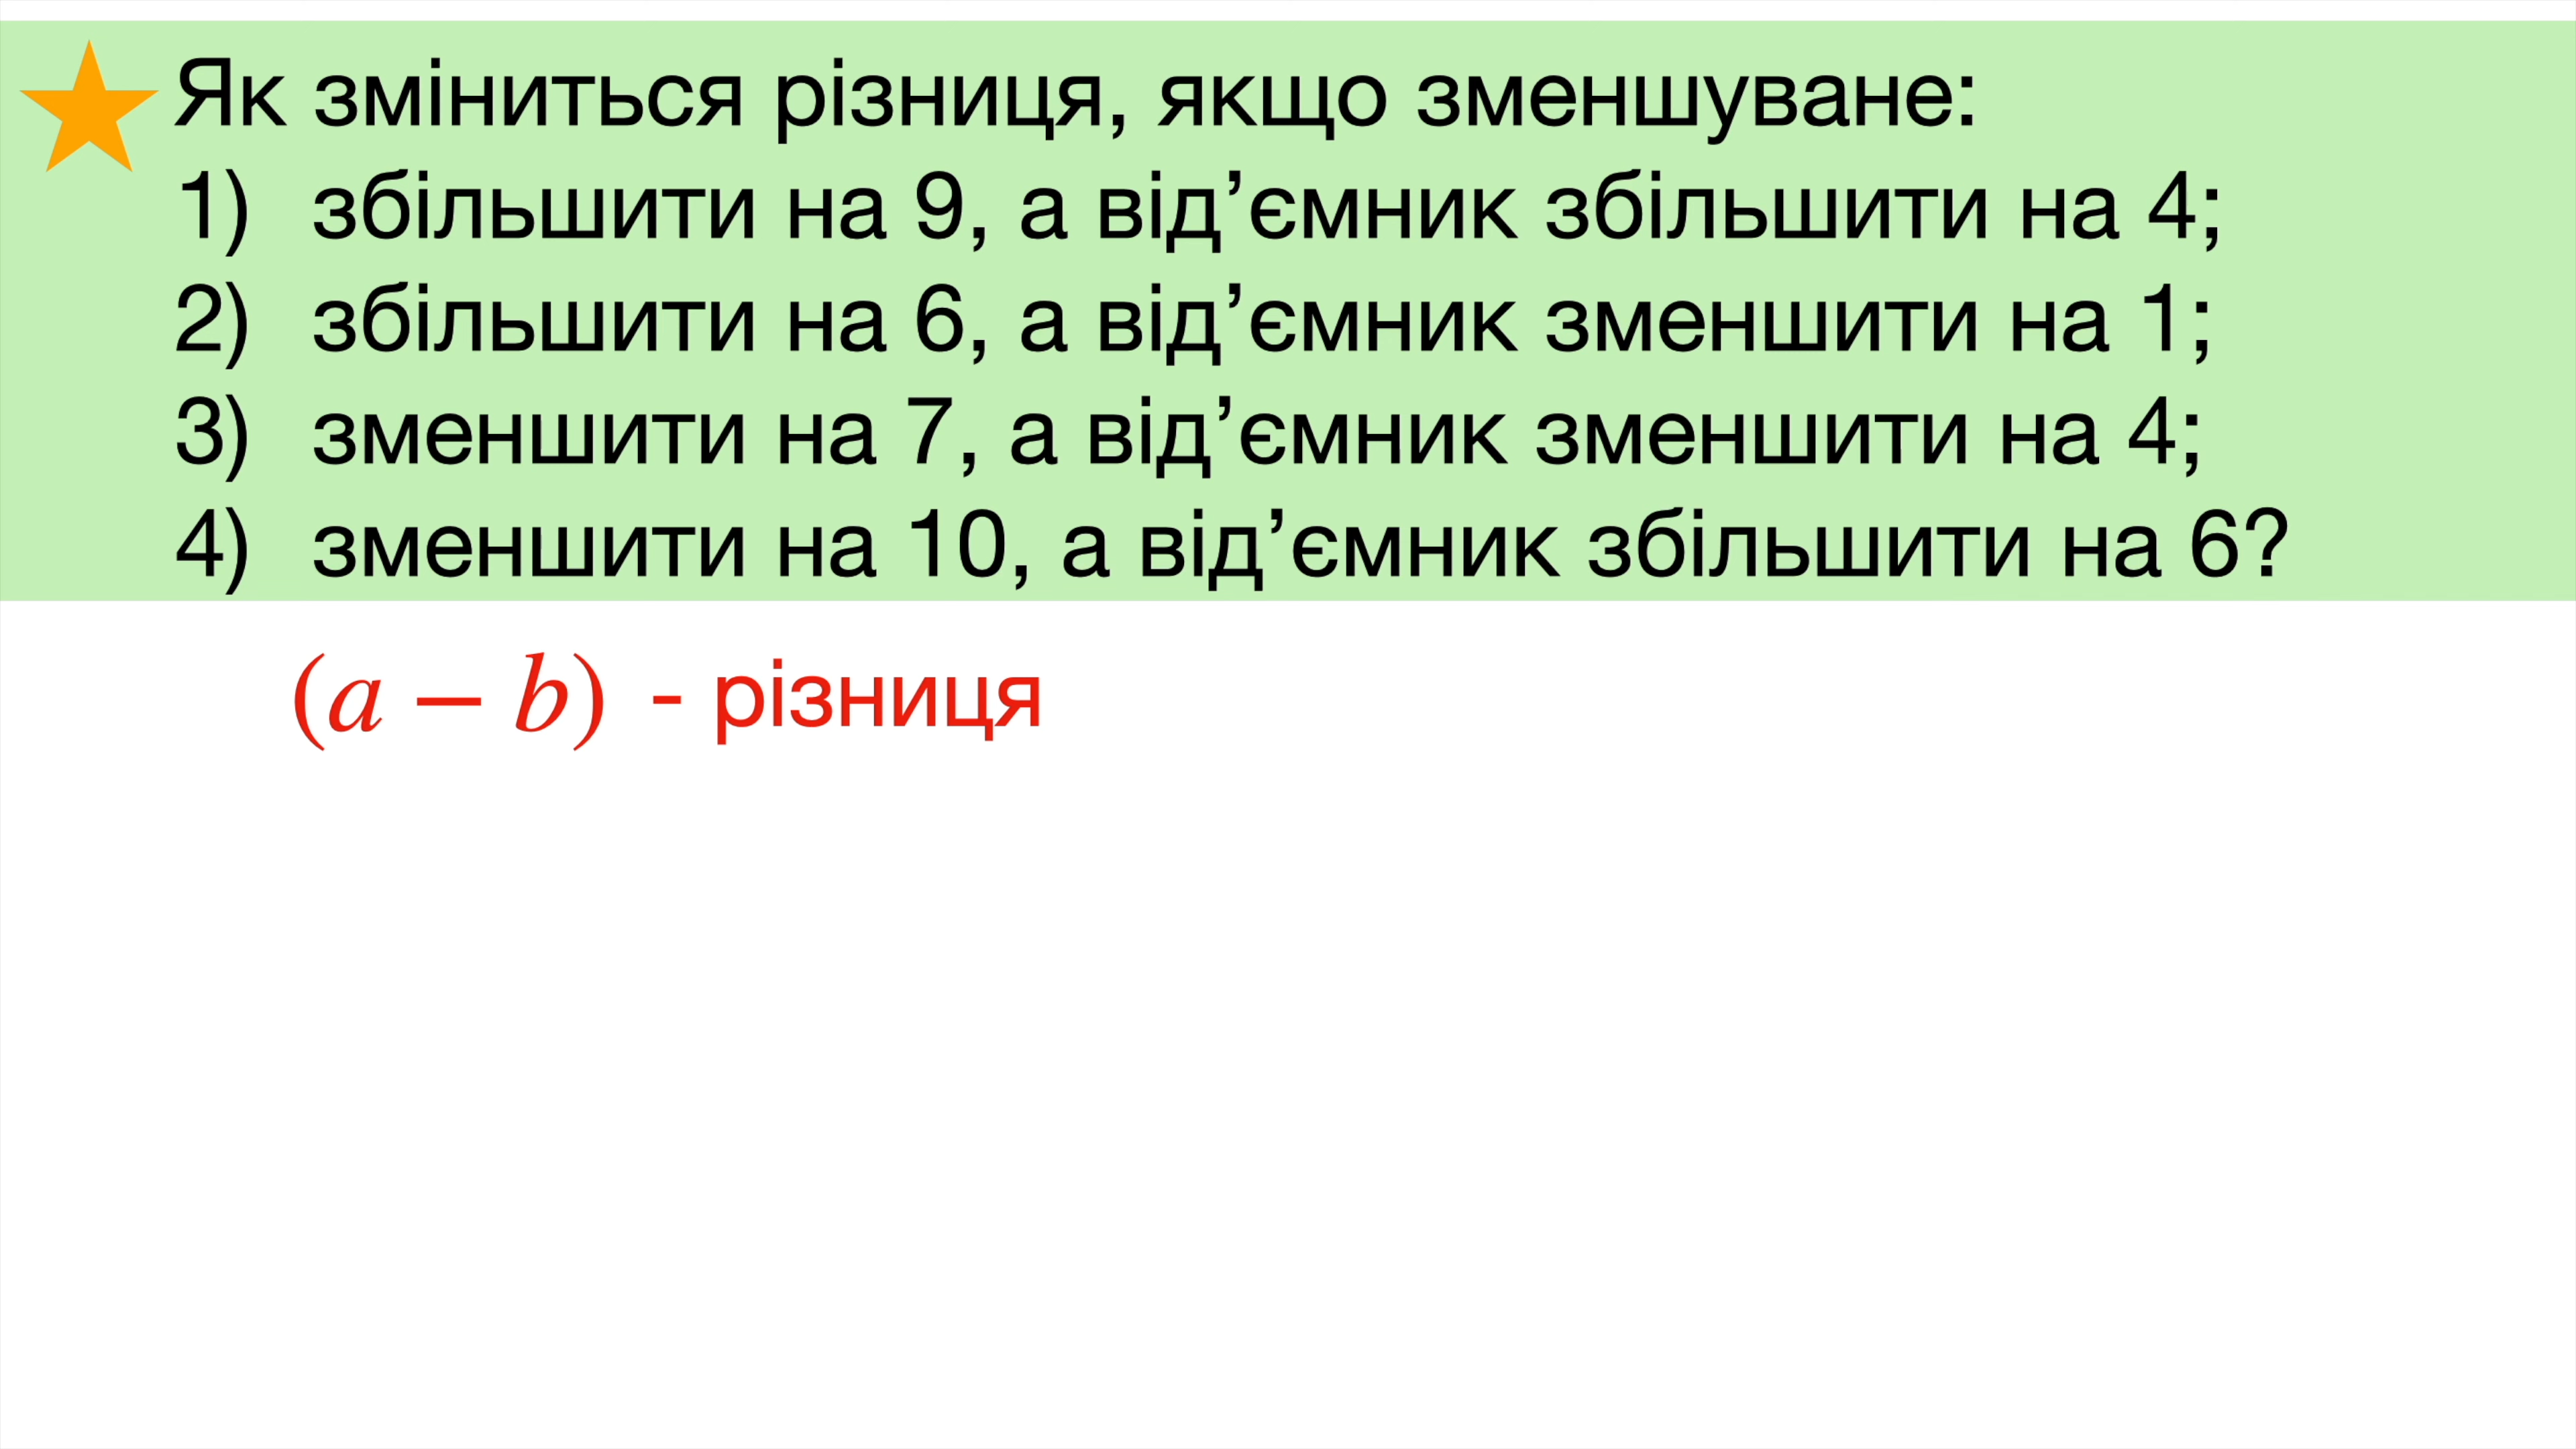 Як зміниться різниця, якщо зменшуване:
1) збільшити на 9, а від’ємник збільшити на 4;
2) збільшити на 6, а від’ємник зменшити на 1;
3) зменшити на 7, а від’ємник зменшити на 4;
4) зменшити на 10, а від’ємник збільшити на 6?
(a – b) - різниця